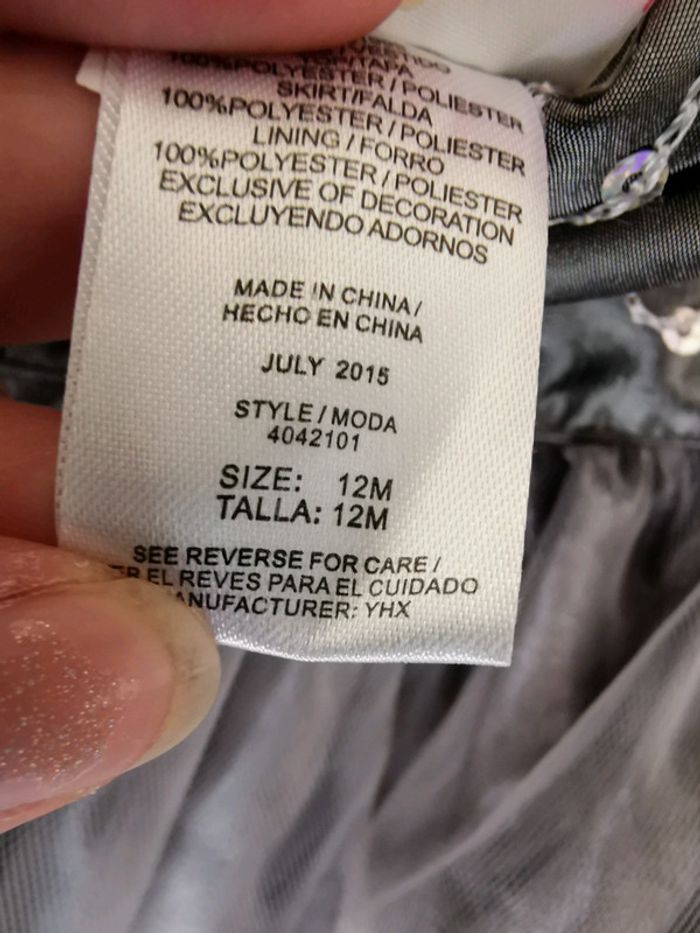 100%POLYESTER/POLIESTER
SKIRT/FALDA
100%POLYESTER/POLIESTER
LINING/FORRO
100%POLYESTER/POLIESTER
EXCLUSIVE OF DECORATION
EXCLUYENDO ADORNOS
MADE IN CHINA/
HECHO EN CHINA
JULY 2015
STYLE/MODA
4042101
SIZE: 12M
TALLA: 12M
SEE REVERSE FOR CARE/
EL REVES PARA EL CUIDADO
ANUFACTURER: YHX